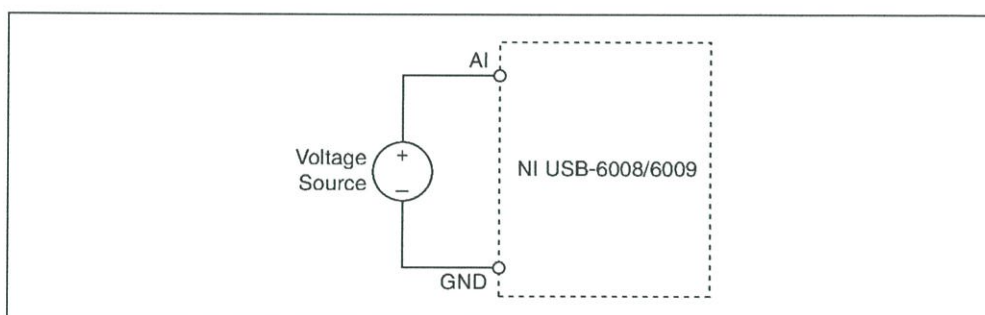 AI
Voltage
Source
+
–
NI USB-6008/6009
GND